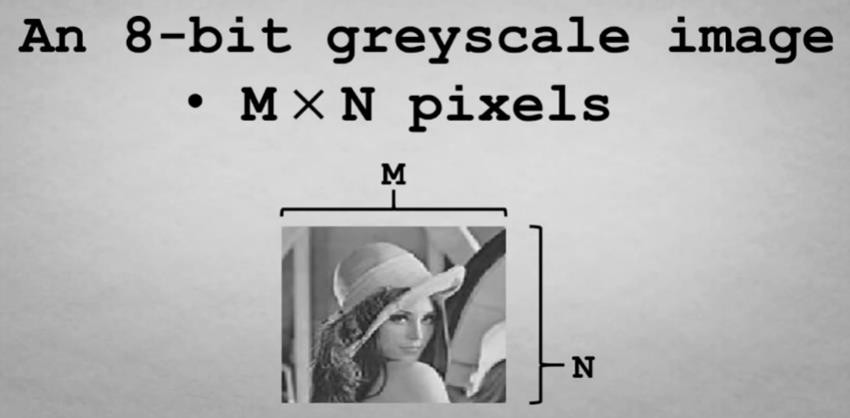 An 8-bit greyscale image
• M × N pixels
M
N